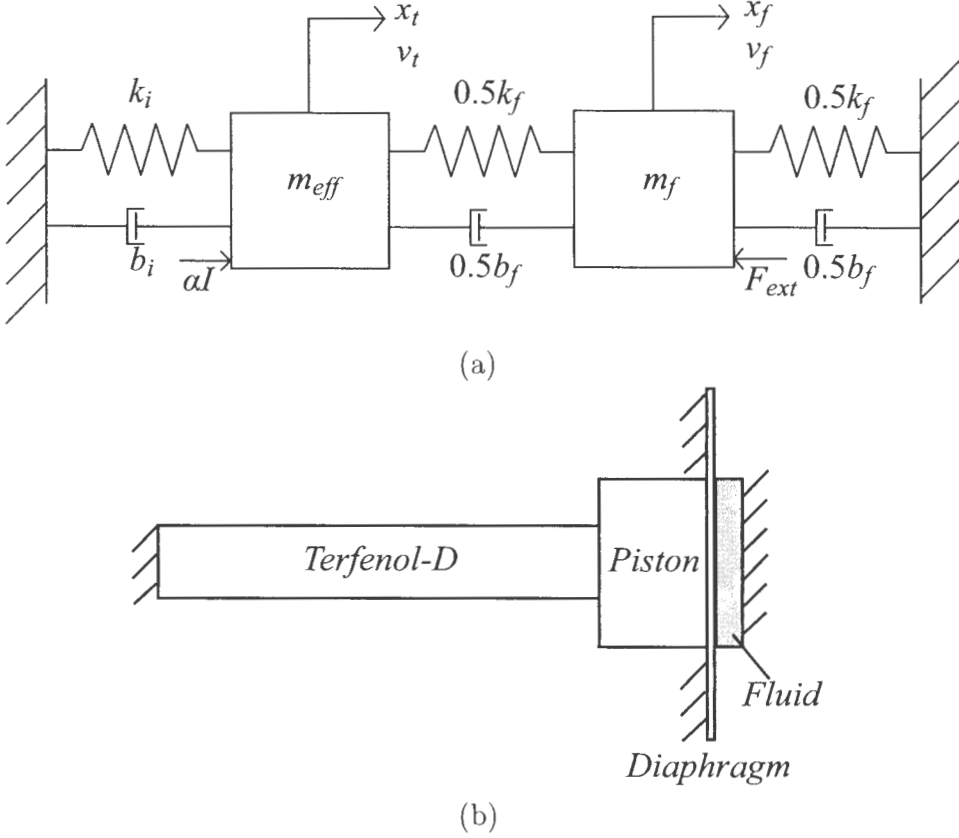 x_t
v_t
x_f
v_f
k_i
0.5k_f
0.5k_f
m_eff
m_f
b_i
αI
0.5b_f
F_ext
0.5b_f
(a)
Terfenol-D
Piston
Fluid
Diaphragm
(b)